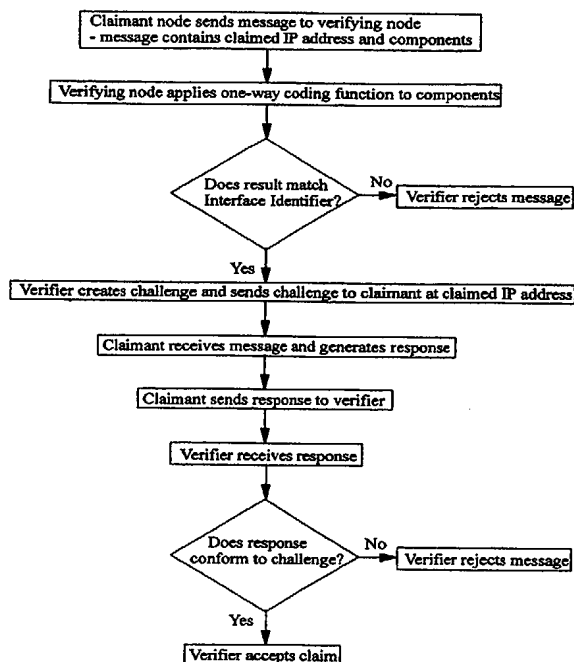 Claimant node sends message to verifying node
- message contains claimed IP address and components
Verifying node applies one-way coding function to components
Does result match
Interface Identifier?
No
Verifier rejects message
Yes
Verifier creates challenge and sends challenge to claimant at claimed IP address
Claimant receives message and generates response
Claimant sends response to verifier
Verifier receives response
Does response
conform to challenge?
No
Verifier rejects message
Yes
Verifier accepts claim